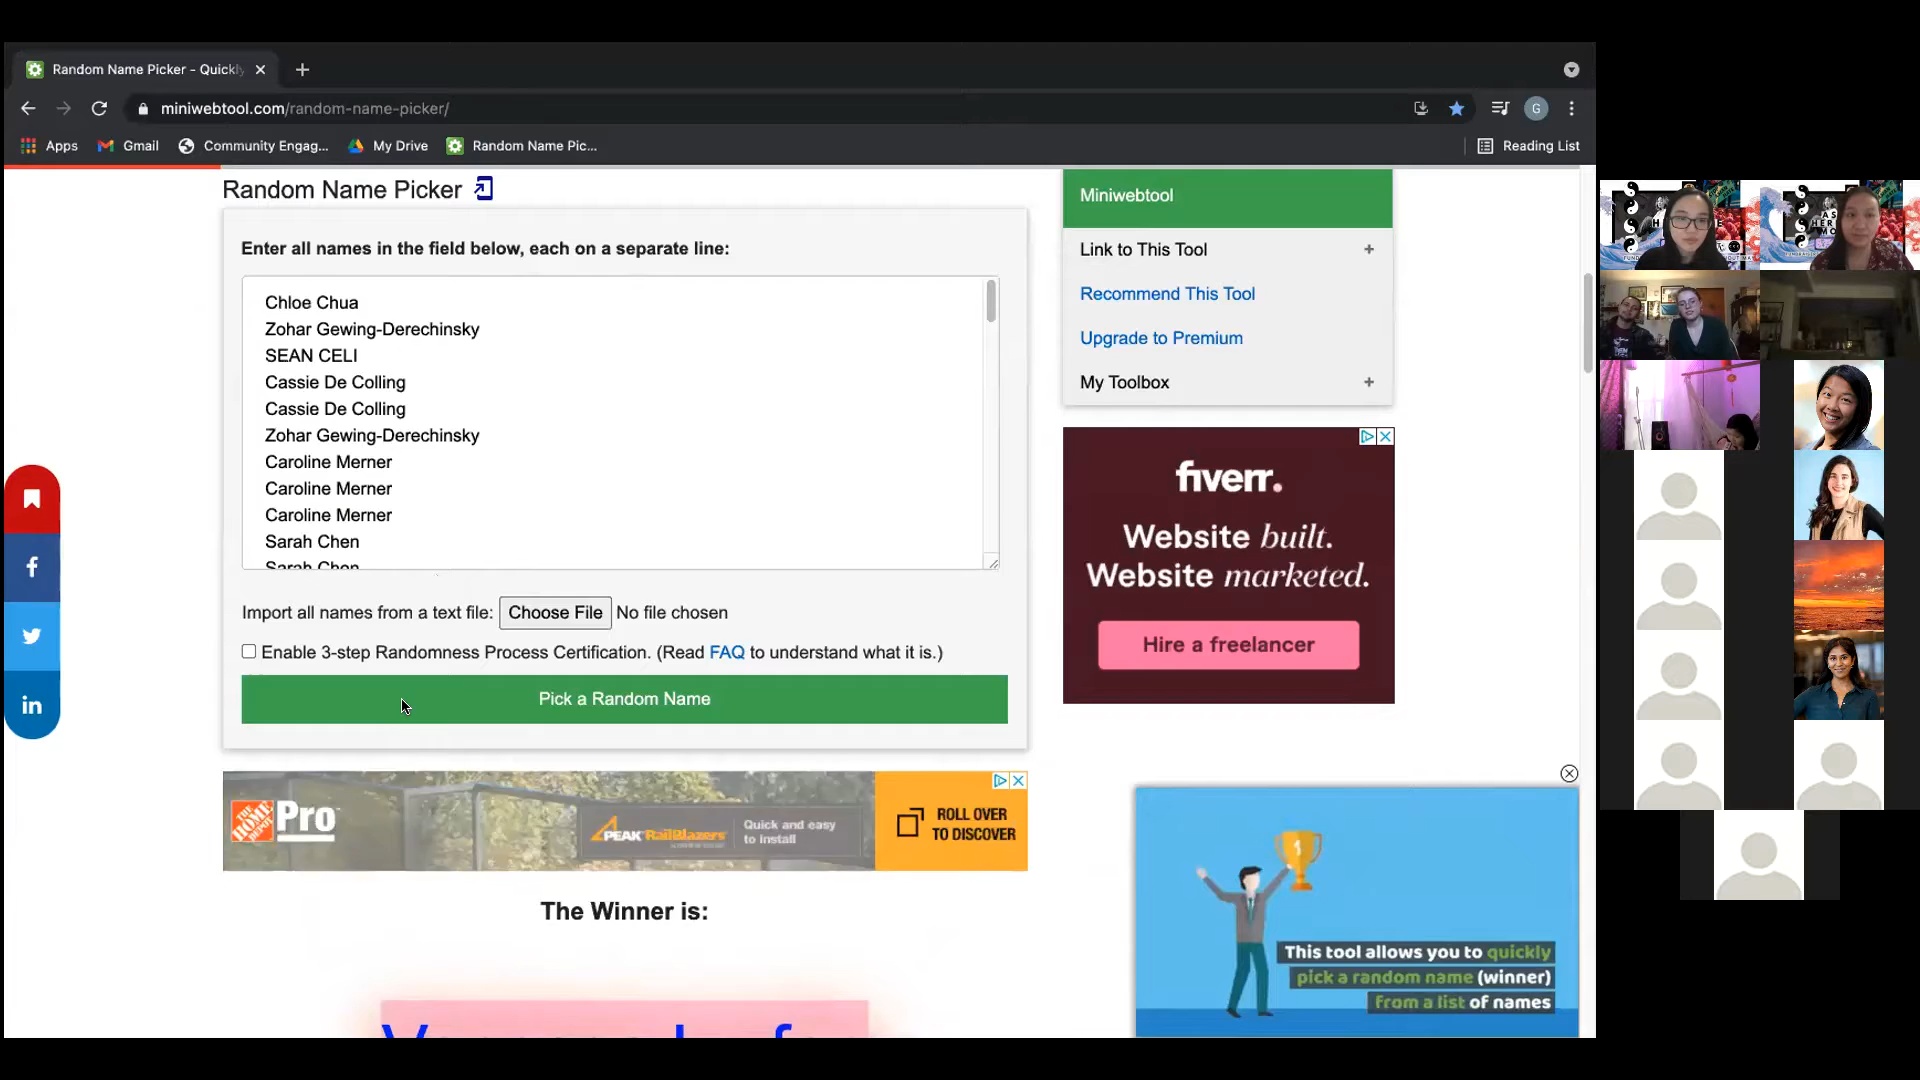 Random Name Picker - Quickly
miniwebtool.com/random-name-picker/
G
Apps
Gmail
Community Engag...
My Drive
Random Name Pic...
Reading List
Random Name Picker
Enter all names in the field below, each on a separate line:
Chloe Chua
Zohar Gewing-Derechinsky
SEAN CELI
Cassie De Colling
Cassie De Colling
Zohar Gewing-Derechinsky
Caroline Merner
Caroline Merner
Caroline Merner
Sarah Chen
Sarah Chen
Import all names from a text file: Choose File No file chosen
Enable 3-step Randomness Process Certification. (Read FAQ to understand what it is.)
Pick a Random Name
Miniwebtool
Link to This Tool +
Recommend This Tool
Upgrade to Premium
My Toolbox +
fiverr.
Website built.
Website marketed.
Hire a freelancer
THE HOME DEPOT
Pro
PEAK RailBlazers
Quick and easy
to install
ROLL OVER
TO DISCOVER
The Winner is:
1
This tool allows you to quickly
pick a random name (winner)
from a list of names